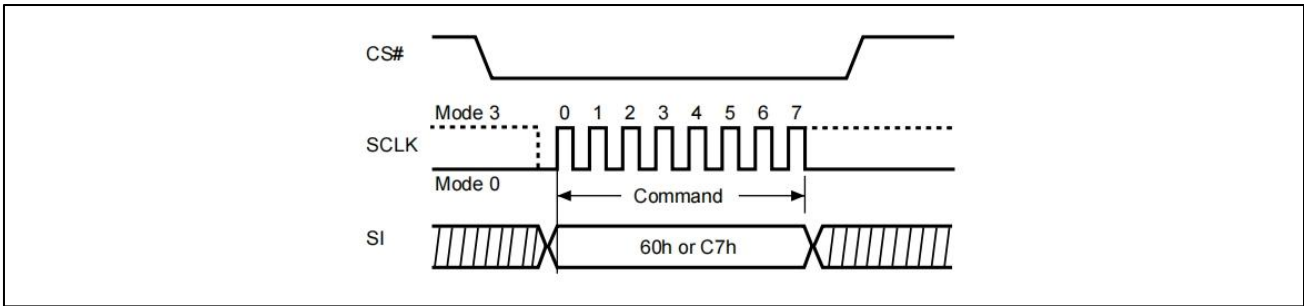 CS#
Mode 3 0 1 2 3 4 5 6 7
SCLK
Mode 0
Command
SI
60h or C7h